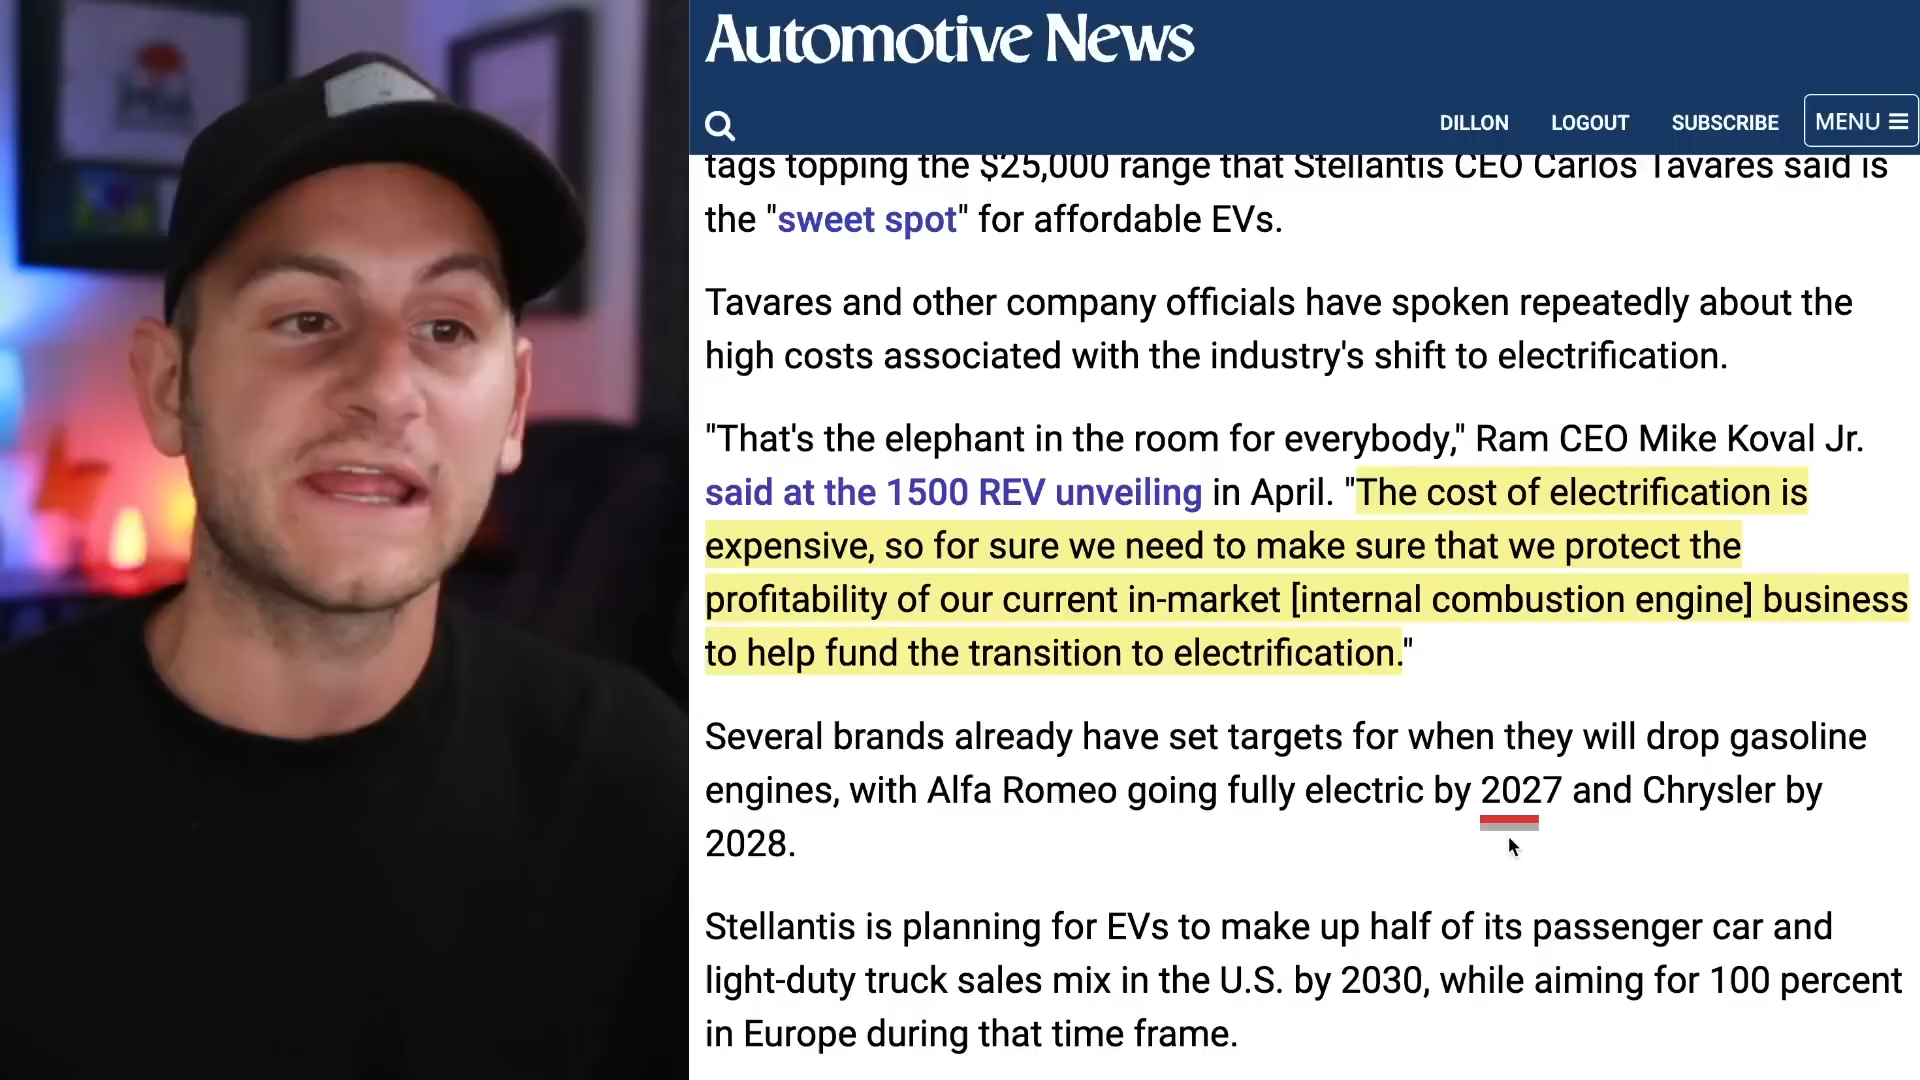 Automotive News
DILLON LOGOUT SUBSCRIBE MENU
tags topping the $25,000 range that Stellantis CEO Carlos Tavares said is
the "sweet spot" for affordable EVs.
Tavares and other company officials have spoken repeatedly about the
high costs associated with the industry's shift to electrification.
"That's the elephant in the room for everybody," Ram CEO Mike Koval Jr.
said at the 1500 REV unveiling in April. "The cost of electrification is
expensive, so for sure we need to make sure that we protect the
profitability of our current in-market [internal combustion engine] business
to help fund the transition to electrification."
Several brands already have set targets for when they will drop gasoline
engines, with Alfa Romeo going fully electric by 2027 and Chrysler by
2028.
Stellantis is planning for EVs to make up half of its passenger car and
light-duty truck sales mix in the U.S. by 2030, while aiming for 100 percent
in Europe during that time frame.